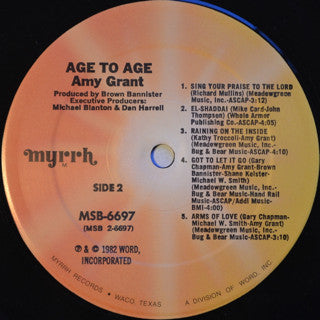 AGE TO AGE
Amy Grant
Produced by Brown Bannister
Executive Producers:
Michael Blanton & Dan Harrell
myrrh
SIDE 2
MSB-6697
(MSB 2-6697)
℗ & © 1982 WORD,
INCORPORATED
1. SING YOUR PRAISE TO THE LORD
(Richard Mullins) (Meadowgreen
Music, Inc.-ASCAP-3:12)
2. EL-SHADDAI (Mike Card-John
Thompson) (Whole Armor
Publishing Co.-ASCAP-4:05)
3. RAINING ON THE INSIDE
(Kathy Troccoli-Amy Grant)
(Meadowgreen Music, Inc.-
Bug & Bear Music-ASCAP-4:10)
4. GOT TO LET IT GO (Gary
Chapman-Amy Grant-Brown
Bannister-Shane Keister-
Michael W. Smith)
(Meadowgreen Music, Inc.-
Bug & Bear Music-Hand Rail
Music-ASCAP/Addi Music-
BMI-4:00)
5. ARMS OF LOVE (Gary Chapman-
Michael W. Smith-Amy Grant)
(Meadowgreen Music, Inc.-
Bug & Bear Music-ASCAP-3:10)
MYRRH RECORDS • WACO, TEXAS • A DIVISION OF WORD, INC.